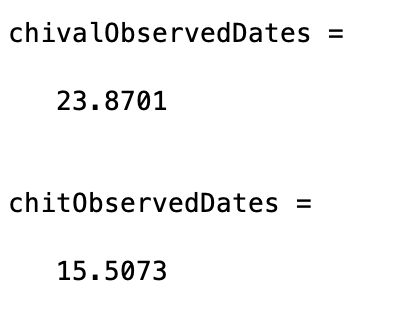 chivalObservedDates =
23.8701
chitObservedDates =
15.5073